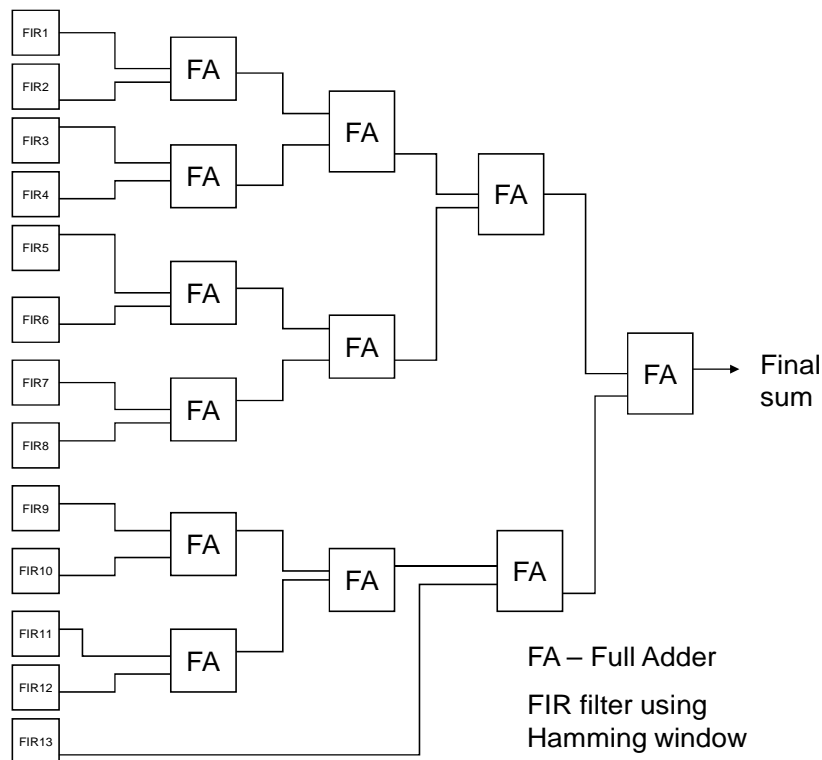 FIR1
FIR2
FIR3
FIR4
FIR5
FIR6
FIR7
FIR8
FIR9
FIR10
FIR11
FIR12
FIR13
FA
FA
FA
FA
FA
FA
FA
FA
FA
FA
FA
FA
Final
sum
FA – Full Adder
FIR filter using
Hamming window